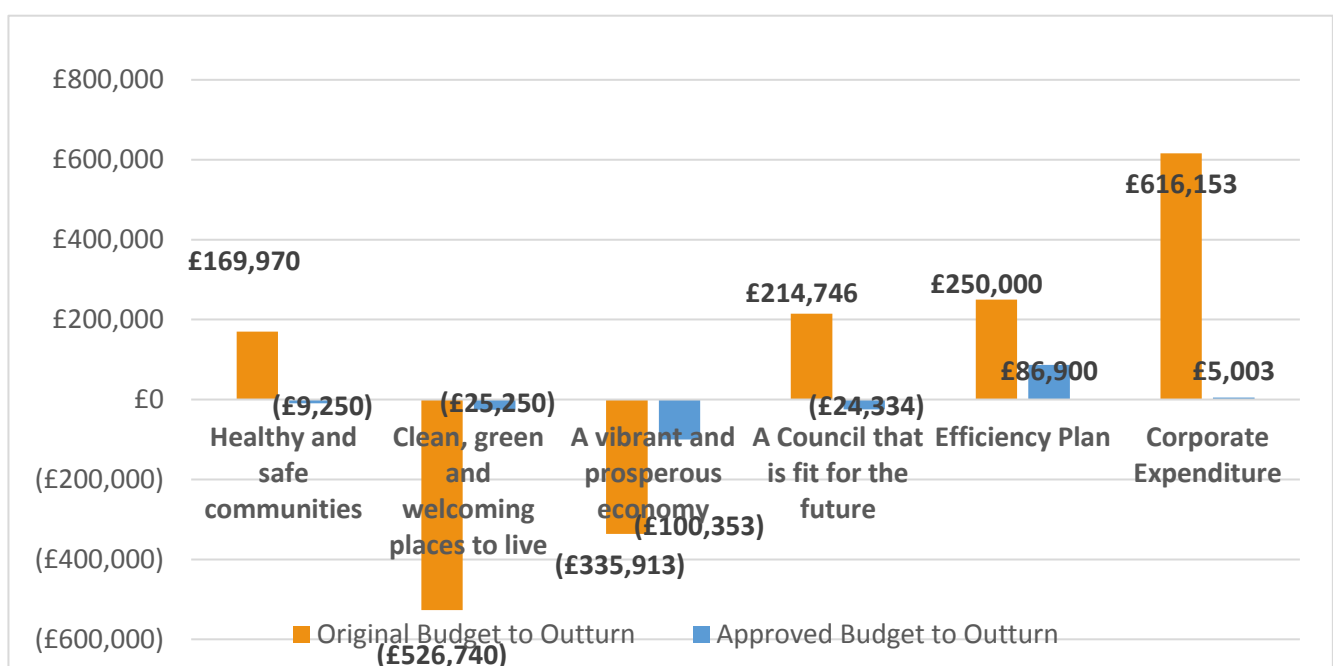 £800,000
£600,000
£400,000
£200,000
£0
(£200,000)
(£400,000)
(£600,000)
£169,970
(£9,250)
(£526,740)
(£25,250)
(£335,913)
(£100,353)
£214,746
(£24,334)
£250,000
£86,900
£616,153
£5,003
Healthy and
safe
communities
Clean, green
and
welcoming
places to live
A vibrant and
prosperous
economy
A Council that
is fit for the
future
Efficiency Plan
Corporate
Expenditure
Original Budget to Outturn
Approved Budget to Outturn